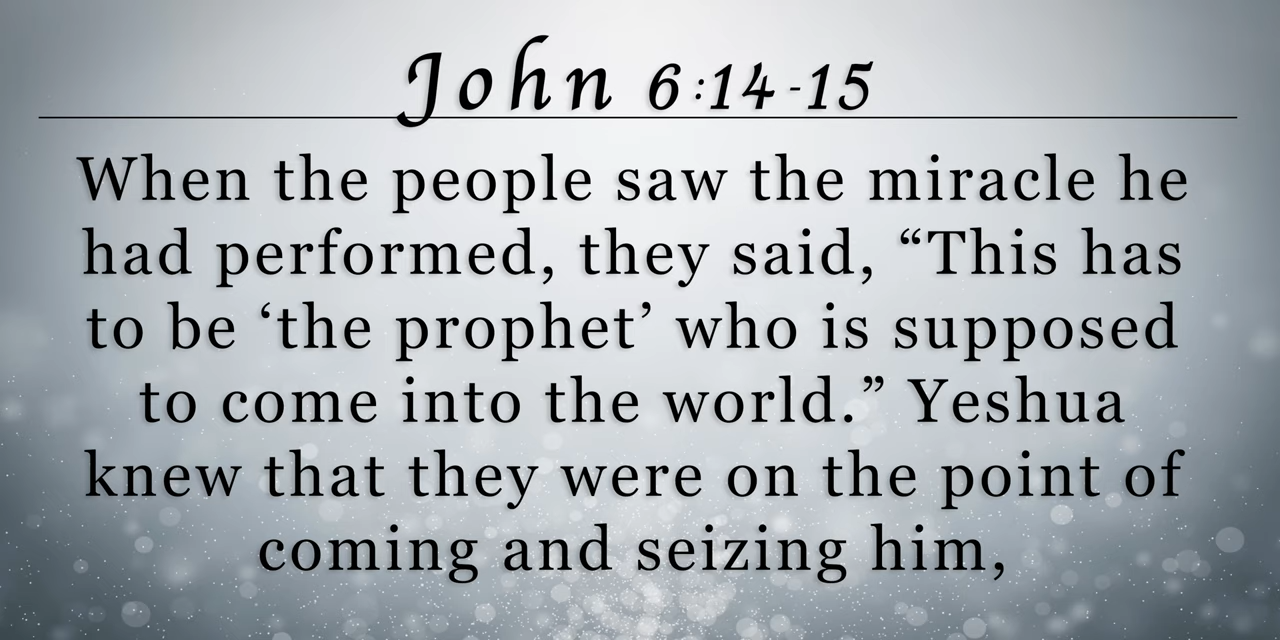 John 6:14-15
When the people saw the miracle he
had performed, they said, “This has
to be ‘the prophet’ who is supposed
to come into the world.” Yeshua
knew that they were on the point of
coming and seizing him,